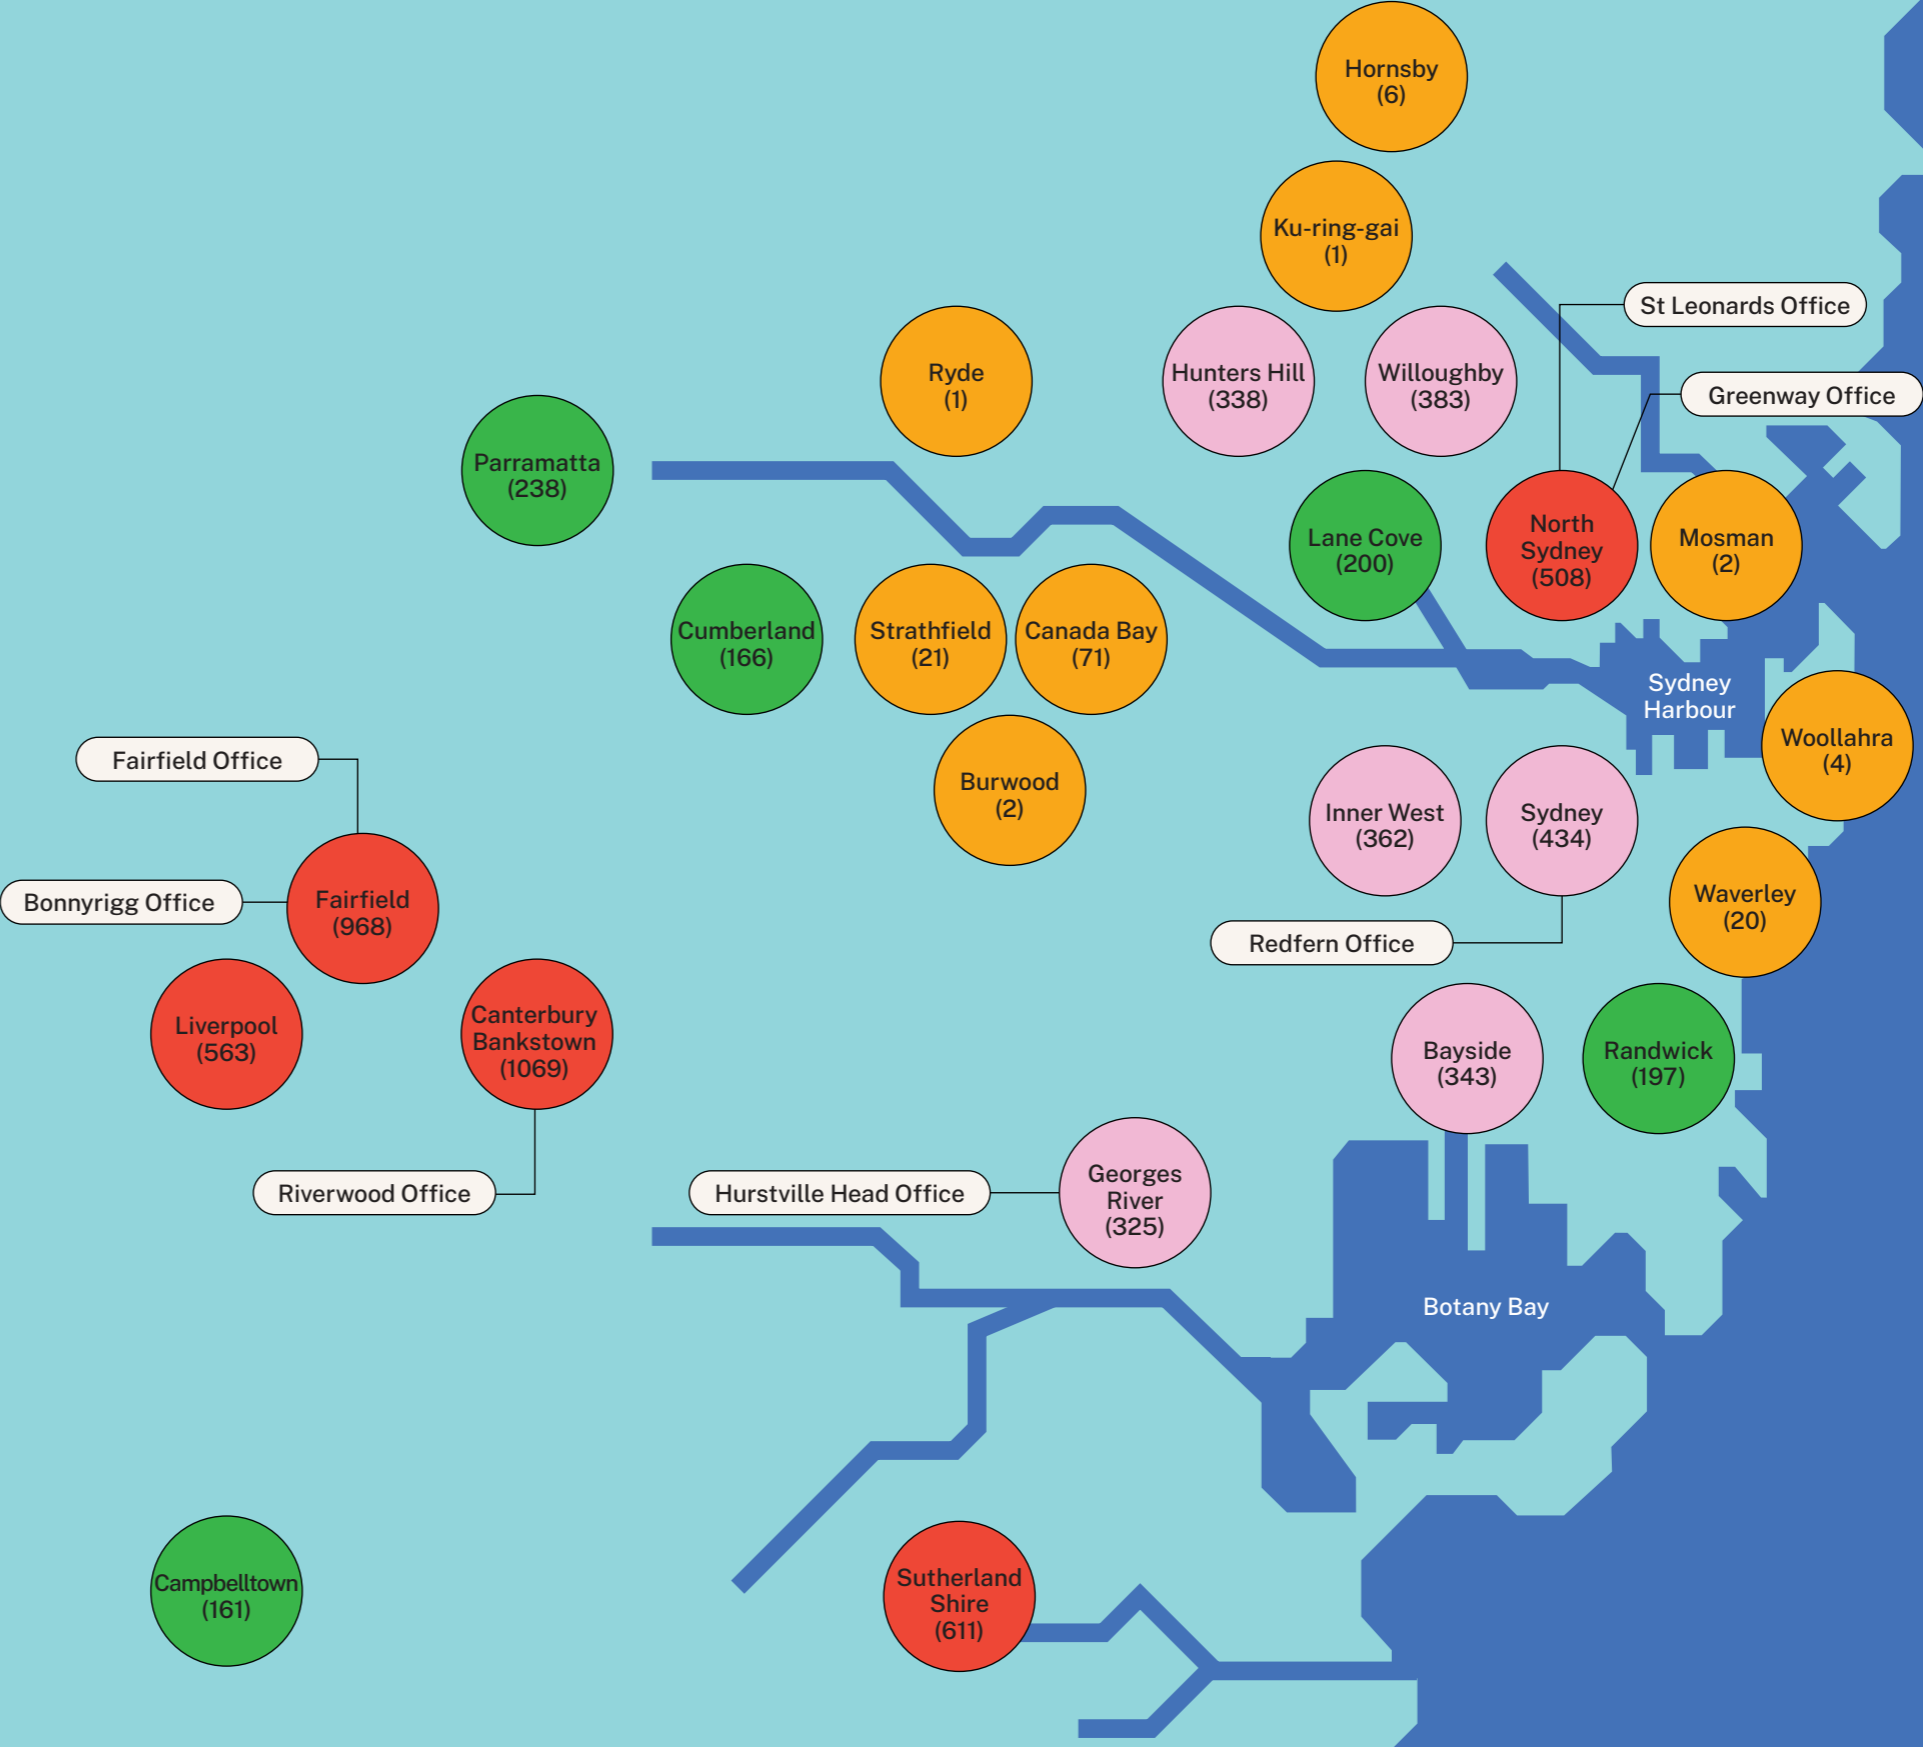 Hornsby
(6)
Ku-ring-gai
(1)
St Leonards Office
Ryde
(1)
Hunters Hill
(338)
Willoughby
(383)
Greenway Office
Parramatta
(238)
Lane Cove
(200)
North
Sydney
(508)
Mosman
(2)
Cumberland
(166)
Strathfield
(21)
Canada Bay
(71)
Sydney
Harbour
Woollahra
(4)
Fairfield Office
Burwood
(2)
Inner West
(362)
Sydney
(434)
Waverley
(20)
Bonnyrigg Office
Fairfield
(968)
Redfern Office
Liverpool
(563)
Canterbury
Bankstown
(1069)
Bayside
(343)
Randwick
(197)
Riverwood Office
Hurstville Head Office
Georges
River
(325)
Botany Bay
Campbelltown
(161)
Sutherland
Shire
(611)